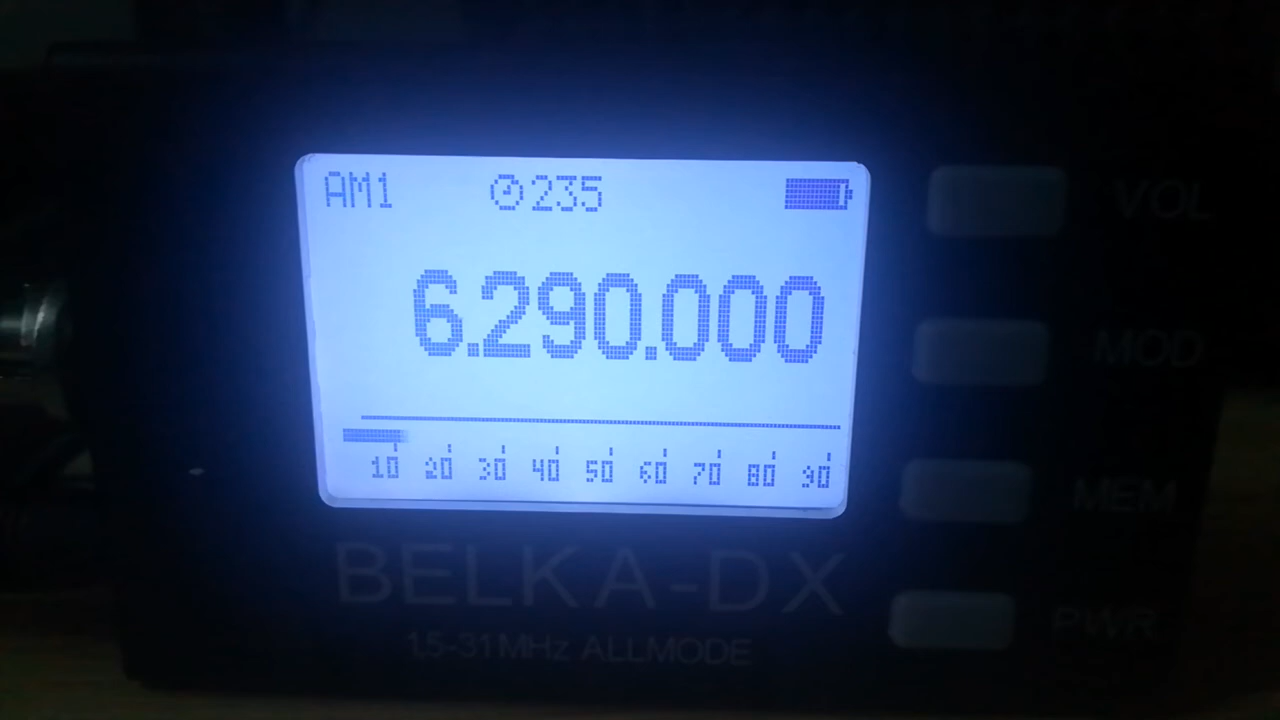 AM1 235
6.290.000
10 20 30 40 50 60 70 80 90
VOL
MOD
MEM
PWR
BELKA-DX
1,5-31MHz ALLMODE